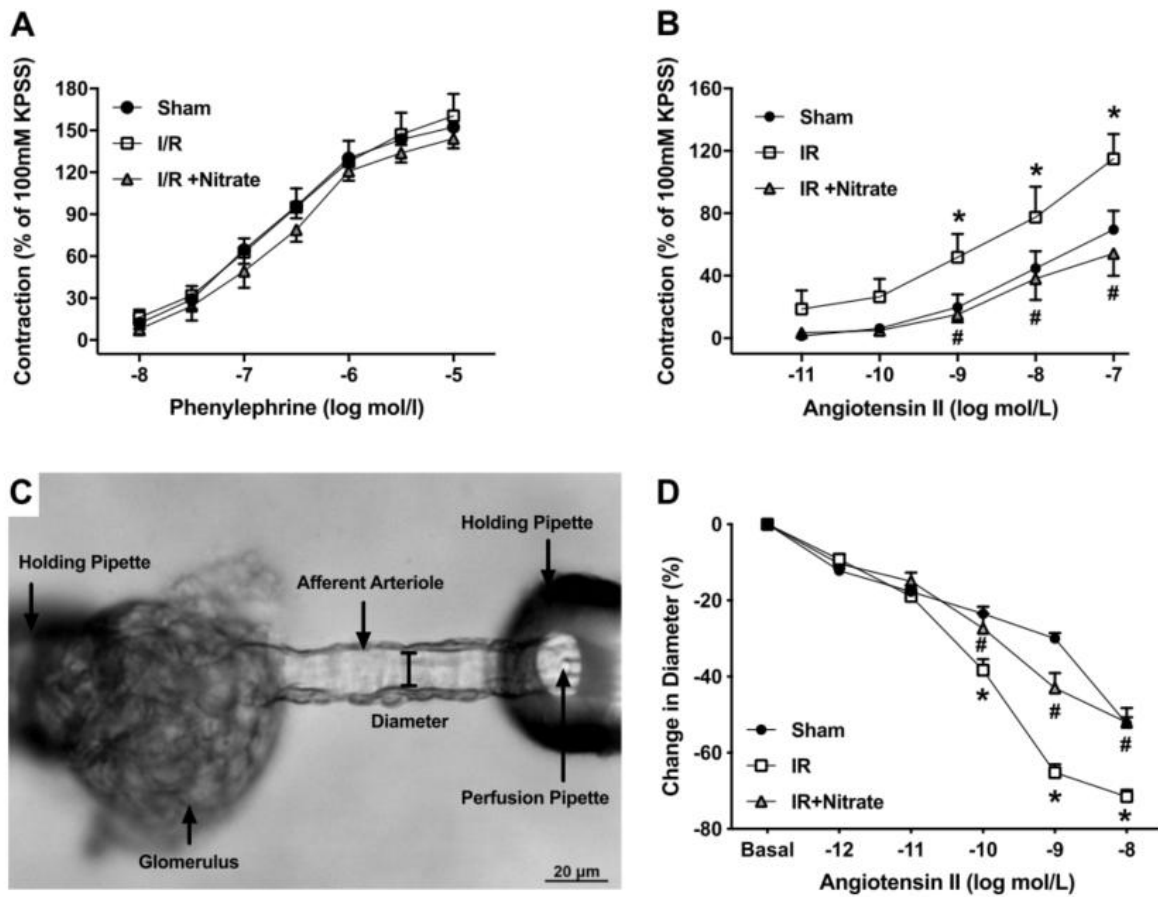 A
Contraction (% of 100mM KPSS)
180
150
120
90
60
30
0
Sham
I/R
I/R +Nitrate
-8
-7
-6
-5
Phenylephrine (log mol/l)
B
Contraction (% of 100mM KPSS)
160
120
80
40
0
Sham
IR
IR +Nitrate
*
*
*
#
#
#
-11
-10
-9
-8
-7
Angiotensin II (log mol/L)
C
Holding Pipette
Afferent Arteriole
Holding Pipette
Diameter
Perfusion Pipette
Glomerulus
20 μm
D
Change in Diameter (%)
0
-20
-40
-60
-80
Sham
IR
IR+Nitrate
#
*
#
*
#
*
Basal
-12
-11
-10
-9
-8
Angiotensin II (log mol/L)